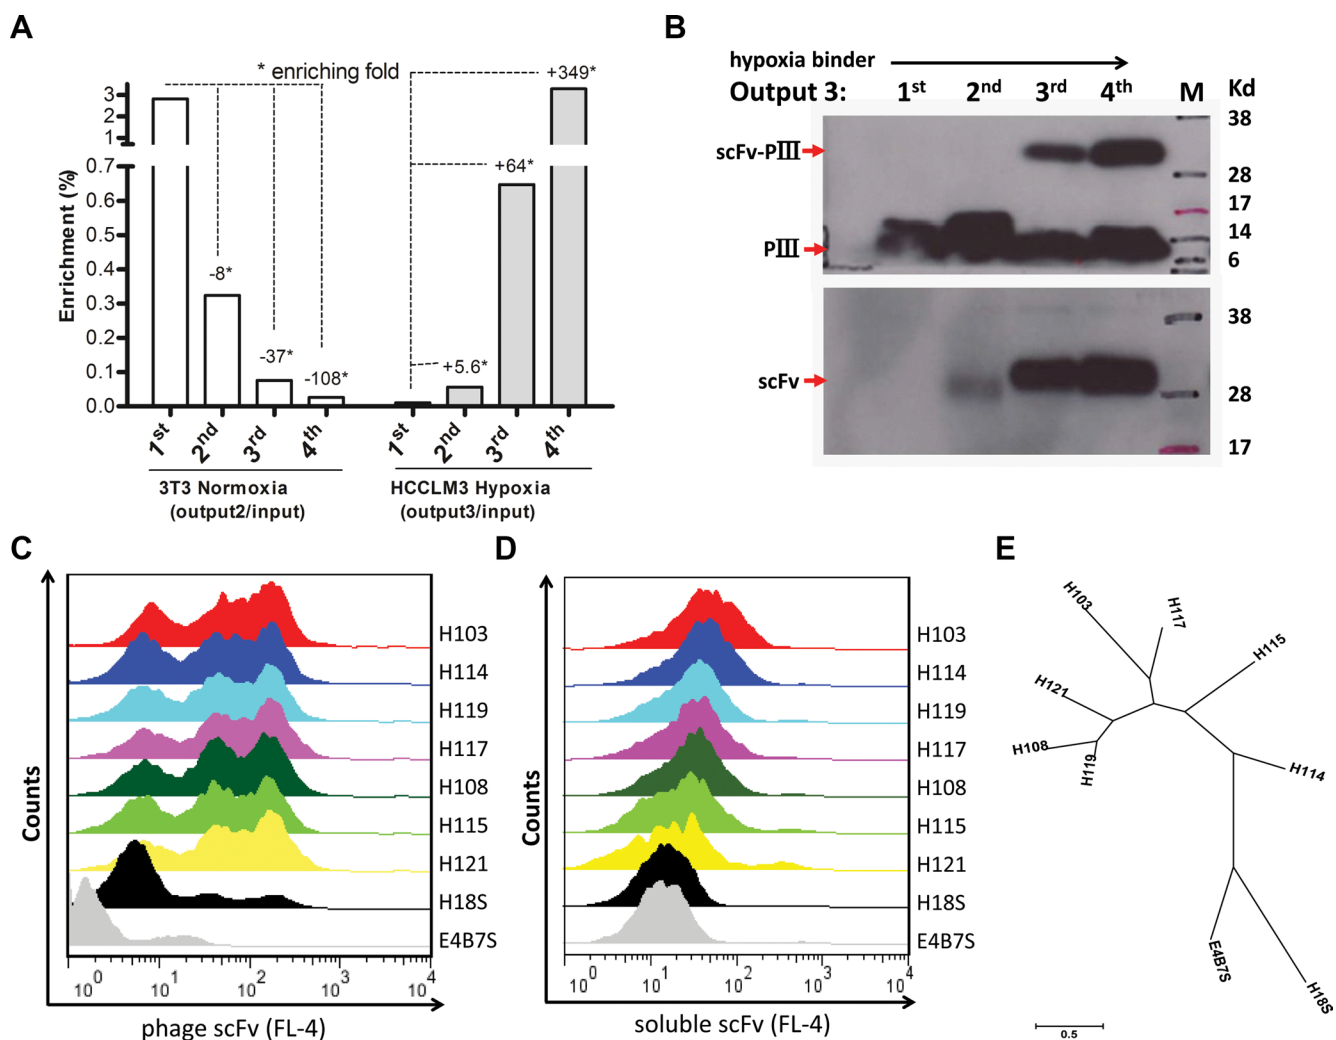 A
* enriching fold
+349*
3
2
1
0.7
0.6
0.5
0.4
0.3
0.2
0.1
0.0
Enrichment (%)
-8*
-37*
-108*
+5.6*
+64*
1st
2nd
3rd
4th
1st
2nd
3rd
4th
3T3 Normoxia
(output2/input)
HCCLM3 Hypoxia
(output3/input)
B
hypoxia binder
Output 3: 1st 2nd 3rd 4th M Kd
38
scFv-PIII
28
17
14
PIII
6
38
scFv
28
17
C
Counts
H103
H114
H119
H117
H108
H115
H121
H18S
E4B7S
10^0 10^1 10^2 10^3 10^4
phage scFv (FL-4)
D
Counts
H103
H114
H119
H117
H108
H115
H121
H18S
E4B7S
10^0 10^1 10^2 10^3 10^4
soluble scFv (FL-4)
E
H103
H117
H115
H121
H108
H119
H114
E4B7S
H18S
0.5